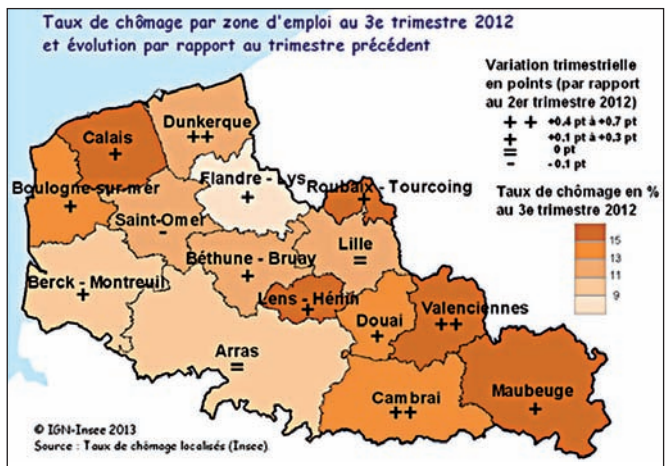 Taux de chômage par zone d'emploi au 3e trimestre 2012
et évolution par rapport au trimestre précédent
Variation trimestrielle
en points (par rapport
au 2er trimestre 2012)
+ + +0.4 pt à +0.7 pt
+ +0.1 pt à +0.3 pt
= 0 pt
- - 0.1 pt
Taux de chômage en %
au 3e trimestre 2012
15
13
11
9
Dunkerque
++
Calais
+
Flandre - Lys
+
Boulogne-sur-mer
+
Roubaix - Tourcoing
+
Saint-Omer
-
Lille
=
Béthune - Bruay
+
Berck - Montreuil
+
Lens - Hénin
+
Valenciennes
++
Douai
+
Arras
=
Cambrai
++
Maubeuge
+
© IGN-Insee 2013
Source : Taux de chômage localisés (Insee)